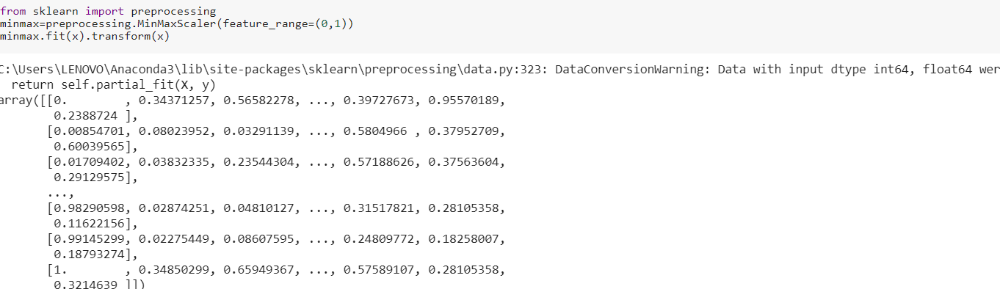 from sklearn import preprocessing
minmax=preprocessing.MinMaxScaler(feature_range=(0,1))
minmax.fit(x).transform(x)
C:\Users\LENOVO\Anaconda3\lib\site-packages\sklearn\preprocessing\data.py:323: DataConversionWarning: Data with input dtype int64, float64 wer
return self.partial_fit(X, y)
array([[0.        , 0.34371257, 0.56582278, ..., 0.39727673, 0.95570189,
0.2388724 ],
[0.00854701, 0.08023952, 0.03291139, ..., 0.5804966 , 0.37952709,
0.60039565],
[0.01709402, 0.03832335, 0.23544304, ..., 0.57188626, 0.37563604,
0.29129575],
...,
[0.98290598, 0.02874251, 0.04810127, ..., 0.31517821, 0.28105358,
0.11622156],
[0.99145299, 0.02275449, 0.08607595, ..., 0.24809772, 0.18258007,
0.18793274],
[1.        , 0.34850299, 0.65949367, ..., 0.57589107, 0.28105358,
0.3214639 ]])